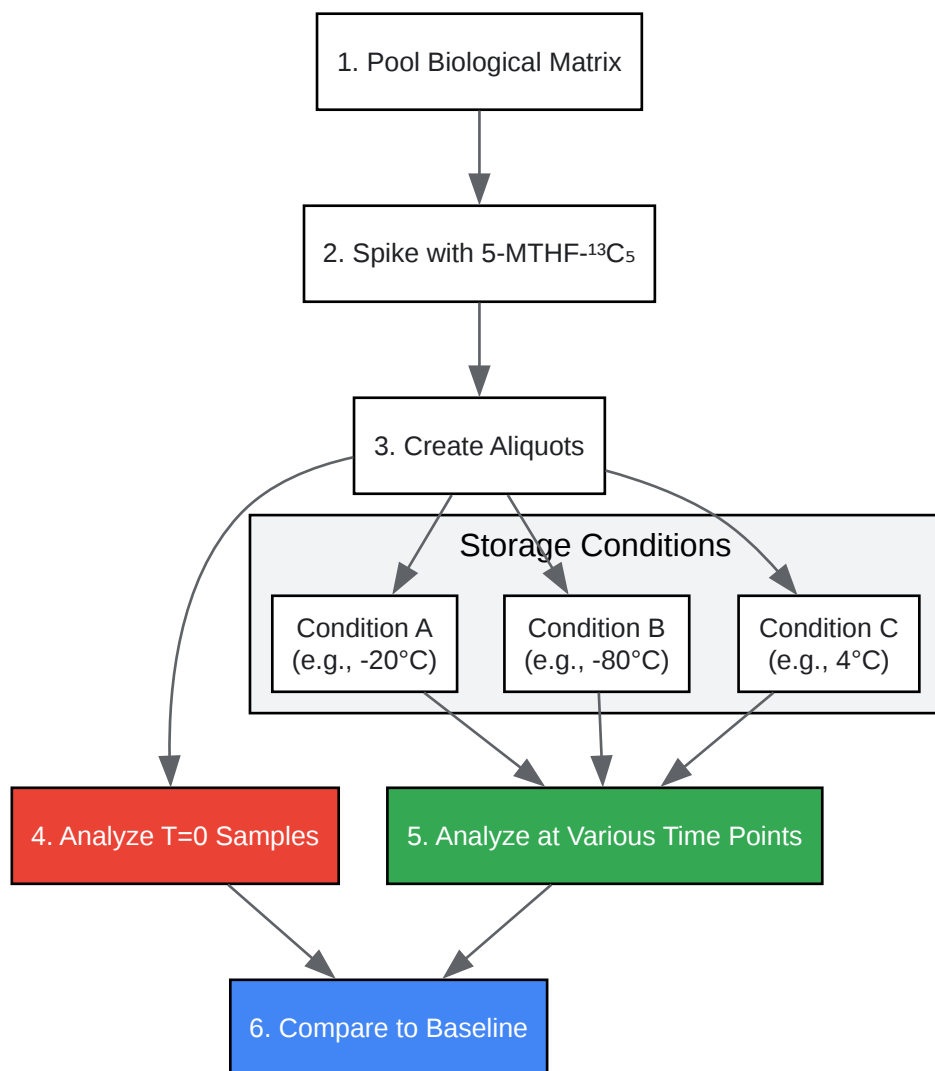 1. Pool Biological Matrix
2. Spike with 5-MTHF-¹³C₅
3. Create Aliquots
Storage Conditions
Condition A
(e.g., -20°C)
Condition B
(e.g., -80°C)
Condition C
(e.g., 4°C)
4. Analyze T=0 Samples
5. Analyze at Various Time Points
6. Compare to Baseline